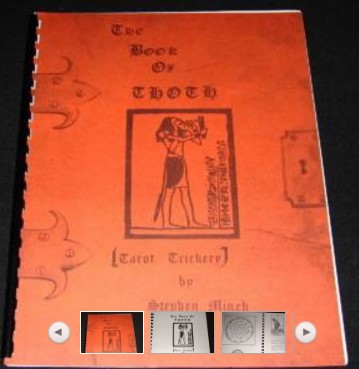 The
Book
Of
THOTH
[Tarot Trickery]
by
Stephen Minch